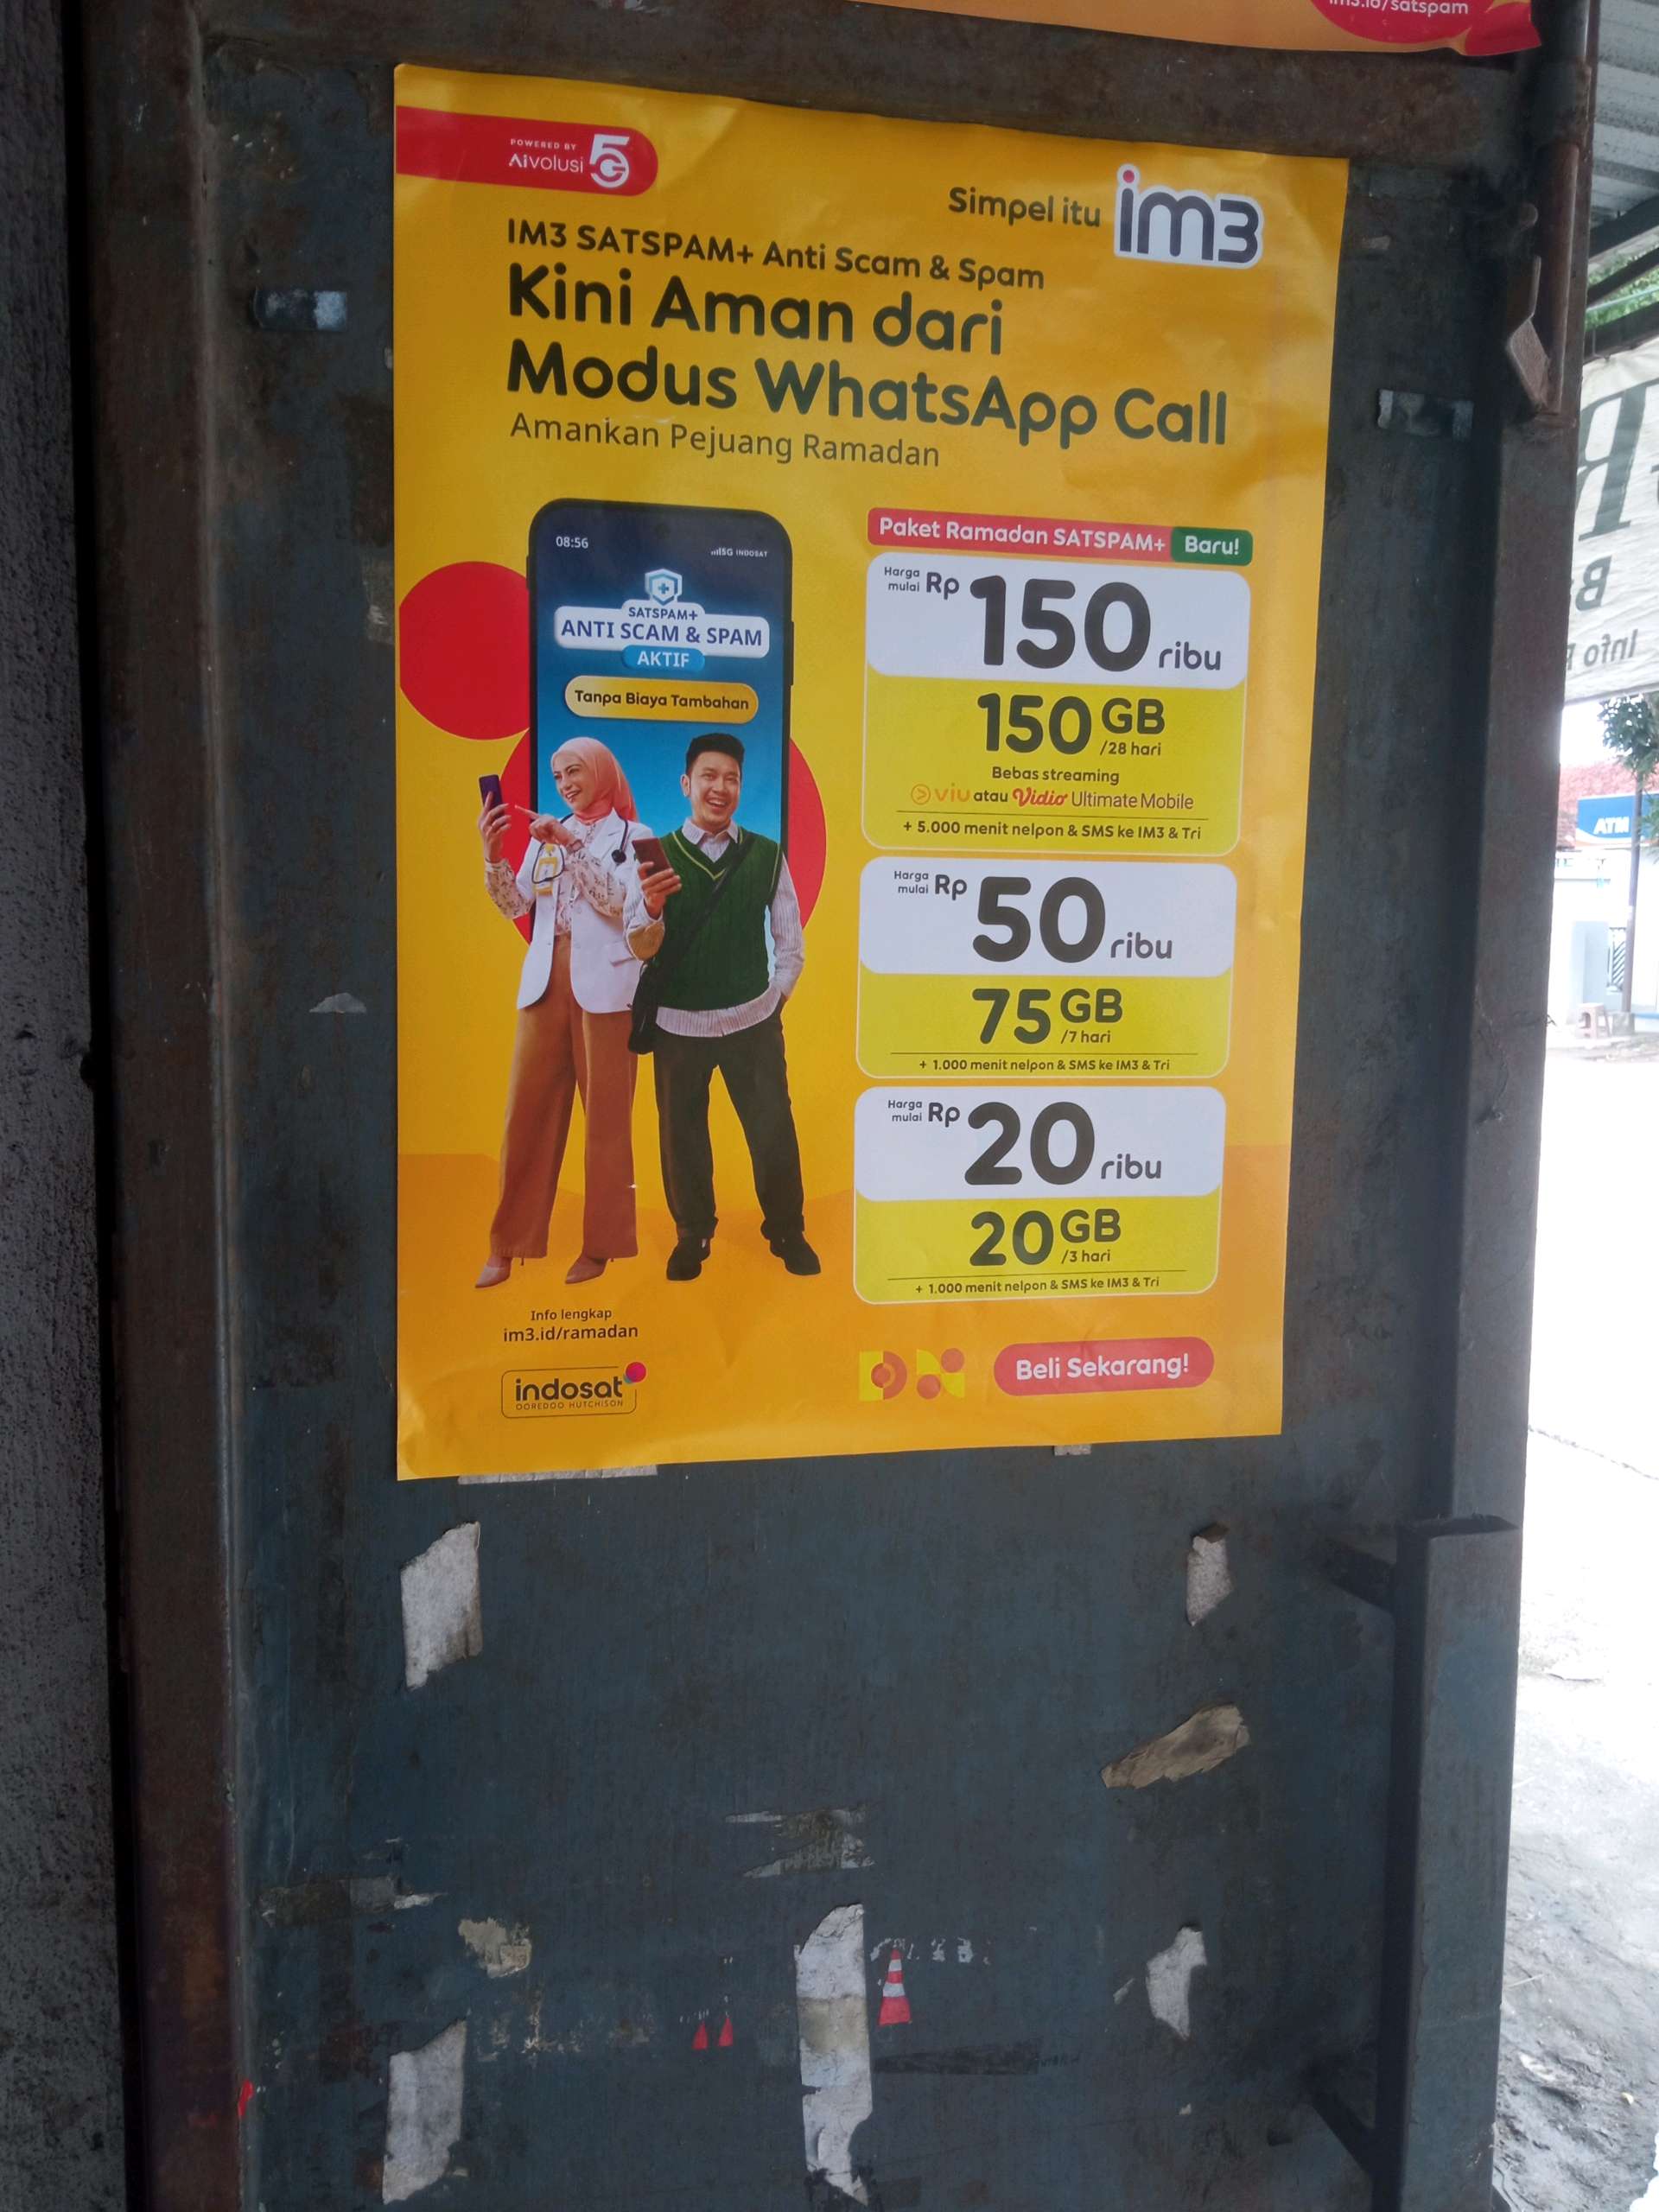 im3.id/satspam
POWERED BY
AIvolusi 5G
Simpel itu im3
IM3 SATSPAM+ Anti Scam & Spam
Kini Aman dari
Modus WhatsApp Call
Amankan Pejuang Ramadan
08:56
5G INDOSAT
SATSPAM+
ANTI SCAM & SPAM
AKTIF
Tanpa Biaya Tambahan
Paket Ramadan SATSPAM+ Baru!
Harga mulai Rp 150 ribu
150 GB /28 hari
Bebas streaming
viu atau Vidio Ultimate Mobile
+ 5.000 menit nelpon & SMS ke IM3 & Tri
Harga mulai Rp 50 ribu
75 GB /7 hari
+ 1.000 menit nelpon & SMS ke IM3 & Tri
Harga mulai Rp 20 ribu
20 GB /3 hari
+ 1.000 menit nelpon & SMS ke IM3 & Tri
Info lengkap
im3.id/ramadan
indosat
OOREDOO HUTCHISON
Beli Sekarang!
Info
ATM